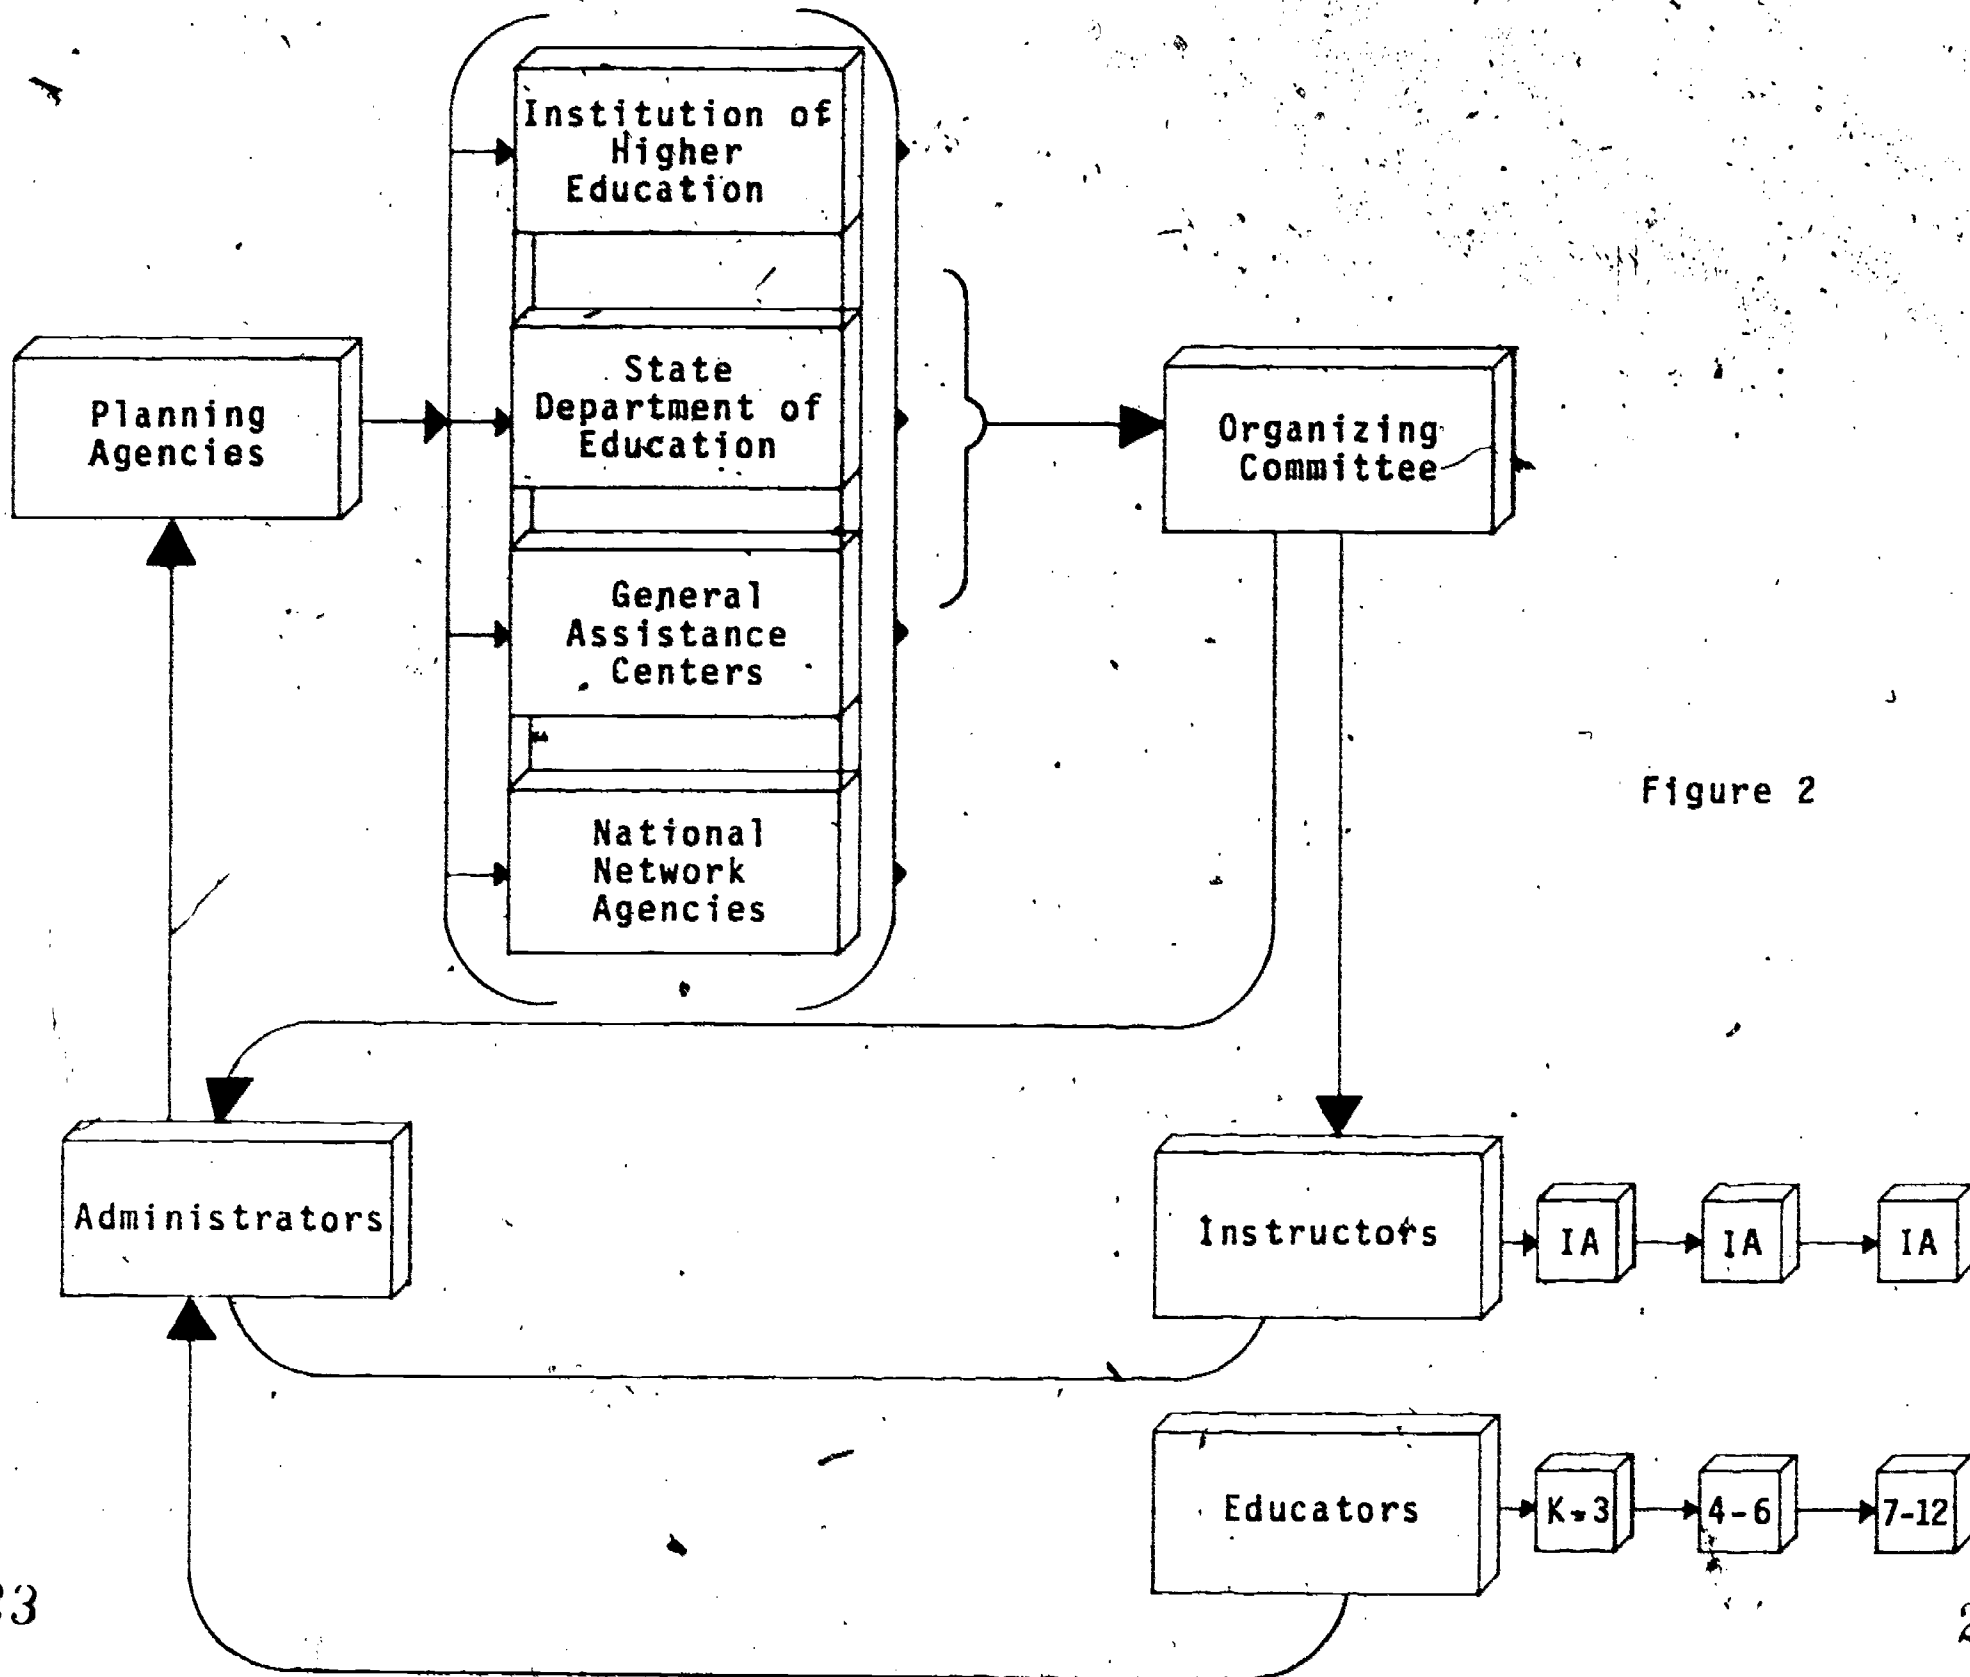 Institution of
Higher
Education
State
Department of
Education
Planning
Agencies
Organizing
Committee
General
Assistance
Centers
Figure 2
National
Network
Agencies
Administrators
Instructors
IA
IA
IA
Educators
K-3
4-6
7-12